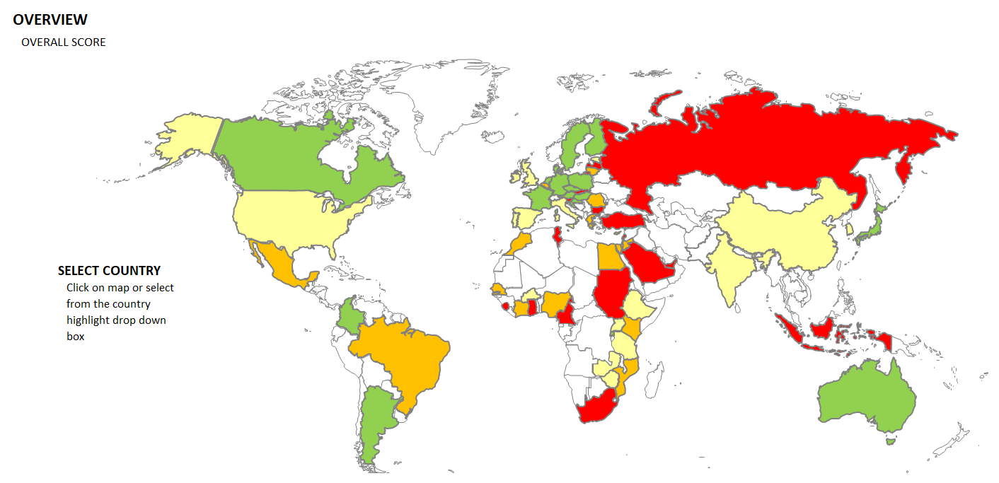 OVERVIEW
OVERALL SCORE
SELECT COUNTRY
Click on map or select
from the country
highlight drop down
box